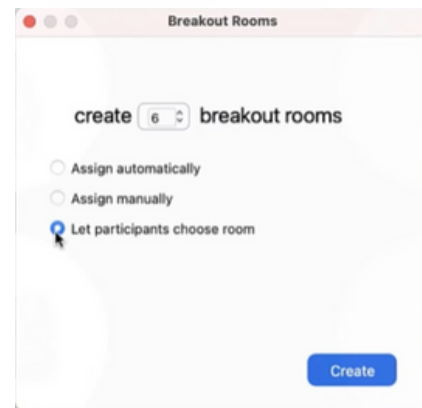 Breakout Rooms
create 6 breakout rooms
Assign automatically
Assign manually
Let participants choose room
Create